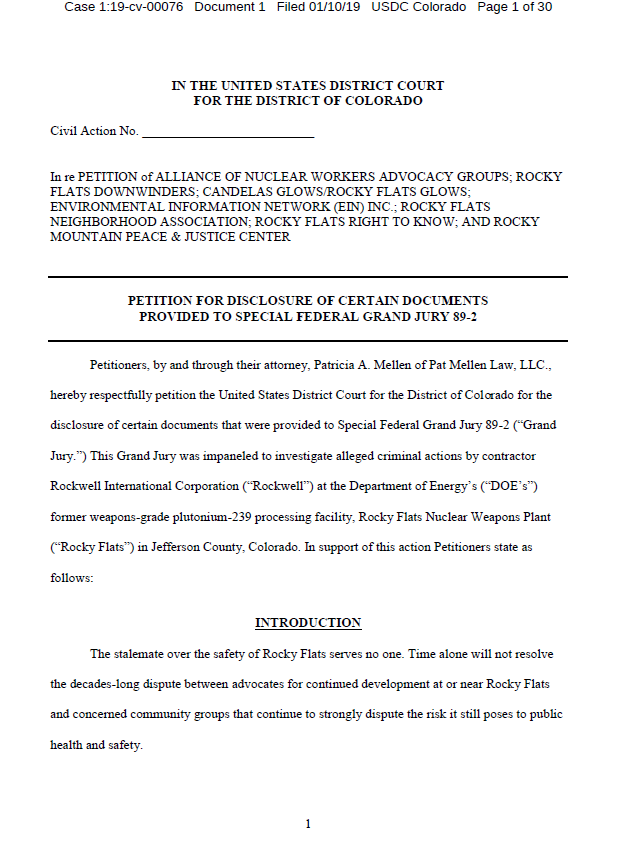 Case 1:19-cv-00076 Document 1 Filed 01/10/19 USDC Colorado Page 1 of 30
IN THE UNITED STATES DISTRICT COURT
FOR THE DISTRICT OF COLORADO
Civil Action No. ___________________________
In re PETITION of ALLIANCE OF NUCLEAR WORKERS ADVOCACY GROUPS; ROCKY
FLATS DOWNWINDERS; CANDELAS GLOWS/ROCKY FLATS GLOWS;
ENVIRONMENTAL INFORMATION NETWORK (EIN) INC.; ROCKY FLATS
NEIGHBORHOOD ASSOCIATION; ROCKY FLATS RIGHT TO KNOW; AND ROCKY
MOUNTAIN PEACE & JUSTICE CENTER
PETITION FOR DISCLOSURE OF CERTAIN DOCUMENTS
PROVIDED TO SPECIAL FEDERAL GRAND JURY 89-2
Petitioners, by and through their attorney, Patricia A. Mellen of Pat Mellen Law, LLC.,
hereby respectfully petition the United States District Court for the District of Colorado for the
disclosure of certain documents that were provided to Special Federal Grand Jury 89-2 (“Grand
Jury.”) This Grand Jury was impaneled to investigate alleged criminal actions by contractor
Rockwell International Corporation (“Rockwell”) at the Department of Energy’s (“DOE’s”)
former weapons-grade plutonium-239 processing facility, Rocky Flats Nuclear Weapons Plant
(“Rocky Flats”) in Jefferson County, Colorado. In support of this action Petitioners state as
follows:
INTRODUCTION
The stalemate over the safety of Rocky Flats serves no one. Time alone will not resolve
the decades-long dispute between advocates for continued development at or near Rocky Flats
and concerned community groups that continue to strongly dispute the risk it still poses to public
health and safety.
1